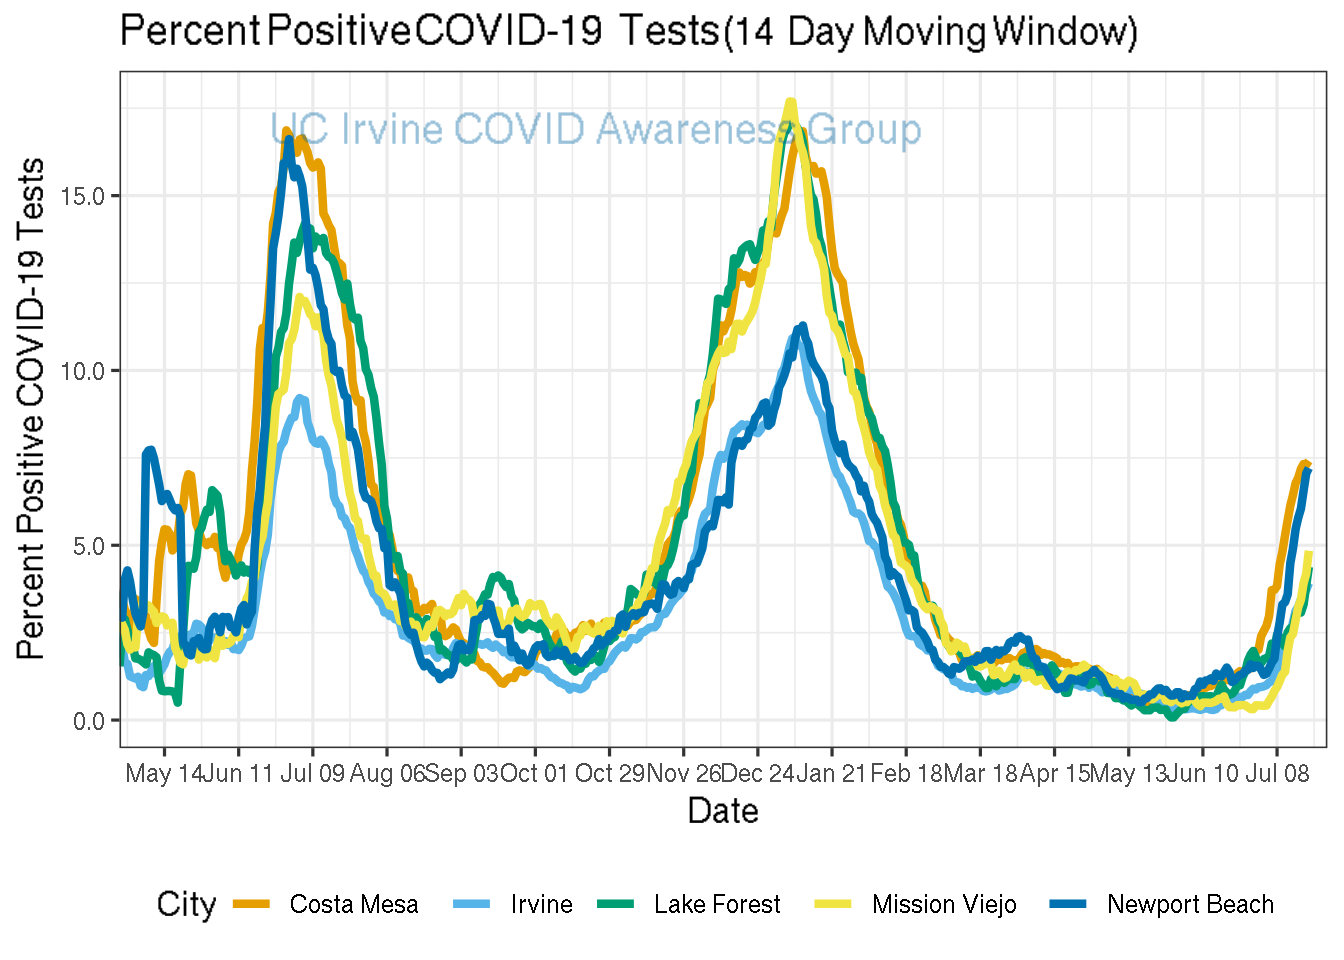 Percent Positive COVID-19 Tests (14 Day Moving Window)
UC Irvine COVID Awareness Group
Percent Positive COVID-19 Tests
15.0
10.0
5.0
0.0
May 14 Jun 11 Jul 09 Aug 06 Sep 03 Oct 01 Oct 29 Nov 26 Dec 24 Jan 21 Feb 18 Mar 18 Apr 15 May 13 Jun 10 Jul 08
Date
City Costa Mesa Irvine Lake Forest Mission Viejo Newport Beach